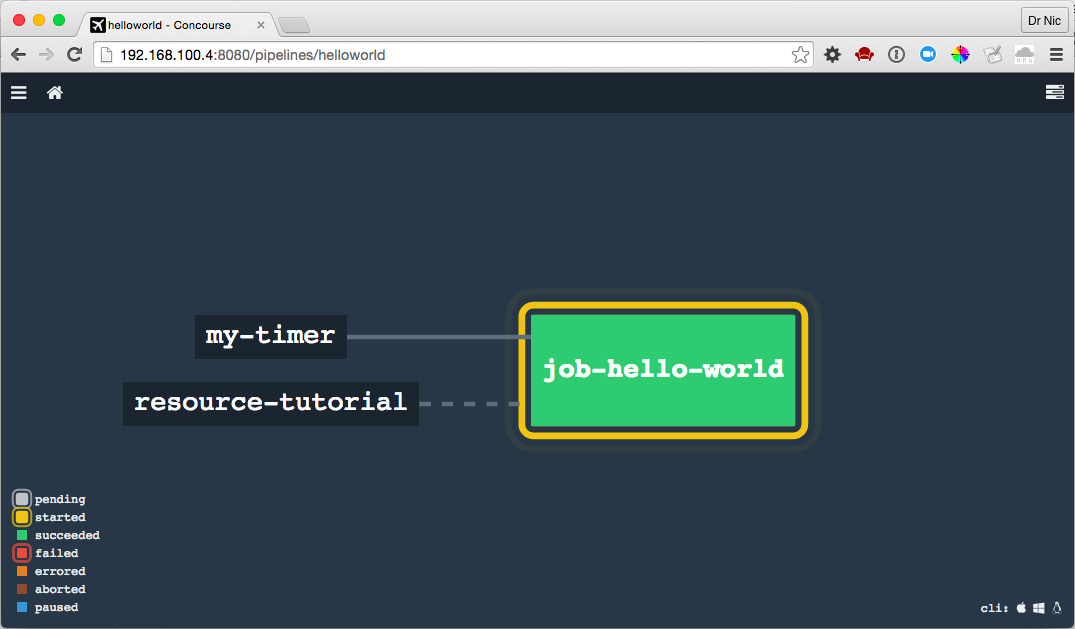 helloworld - Concourse
Dr Nic
192.168.100.4:8080/pipelines/helloworld
my-timer
job-hello-world
resource-tutorial
pending
started
succeeded
failed
errored
aborted
paused
cli: